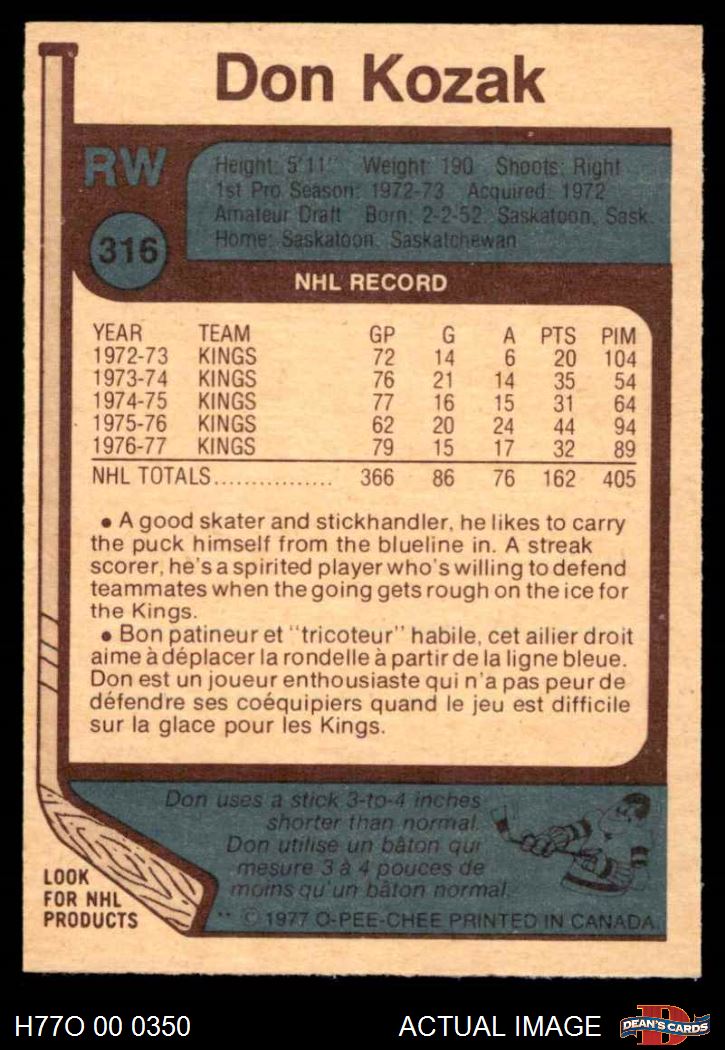 Don Kozak
RW
Height: 5'11" Weight: 190 Shoots: Right
1st Pro Season: 1972-73 Acquired: 1972
Amateur Draft Born: 2-2-52, Saskatoon, Sask.
Home: Saskatoon, Saskatchewan
316
NHL RECORD
YEAR TEAM GP G A PTS PIM
1972-73 KINGS 72 14 6 20 104
1973-74 KINGS 76 21 14 35 54
1974-75 KINGS 77 16 15 31 64
1975-76 KINGS 62 20 24 44 94
1976-77 KINGS 79 15 17 32 89
NHL TOTALS................ 366 86 76 162 405
• A good skater and stickhandler, he likes to carry
the puck himself from the blueline in. A streak
scorer, he's a spirited player who's willing to defend
teammates when the going gets rough on the ice for
the Kings.
• Bon patineur et "tricoteur" habile, cet ailier droit
aime à déplacer la rondelle à partir de la ligne bleue.
Don est un joueur enthousiaste qui n'a pas peur de
défendre ses coéquipiers quand le jeu est difficile
sur la glace pour les Kings.
Don uses a stick 3-to-4 inches
shorter than normal.
Don utilise un bâton qui
mesure 3 à 4 pouces de
moins qu'un bâton normal.
LOOK
FOR NHL
PRODUCTS
** © 1977 O-PEE-CHEE PRINTED IN CANADA.
H77O 00 0350 ACTUAL IMAGE
D
DEAN'S CARDS